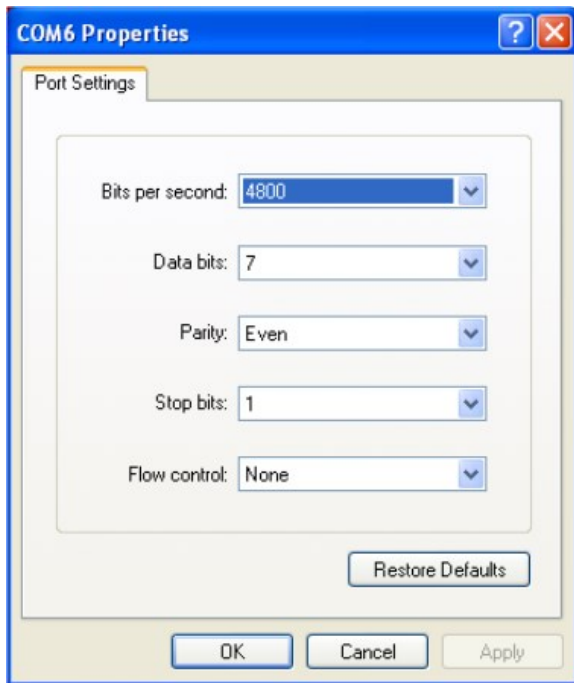 COM6 Properties
Port Settings
Bits per second: 4800
Data bits: 7
Parity: Even
Stop bits: 1
Flow control: None
Restore Defaults
OK Cancel Apply